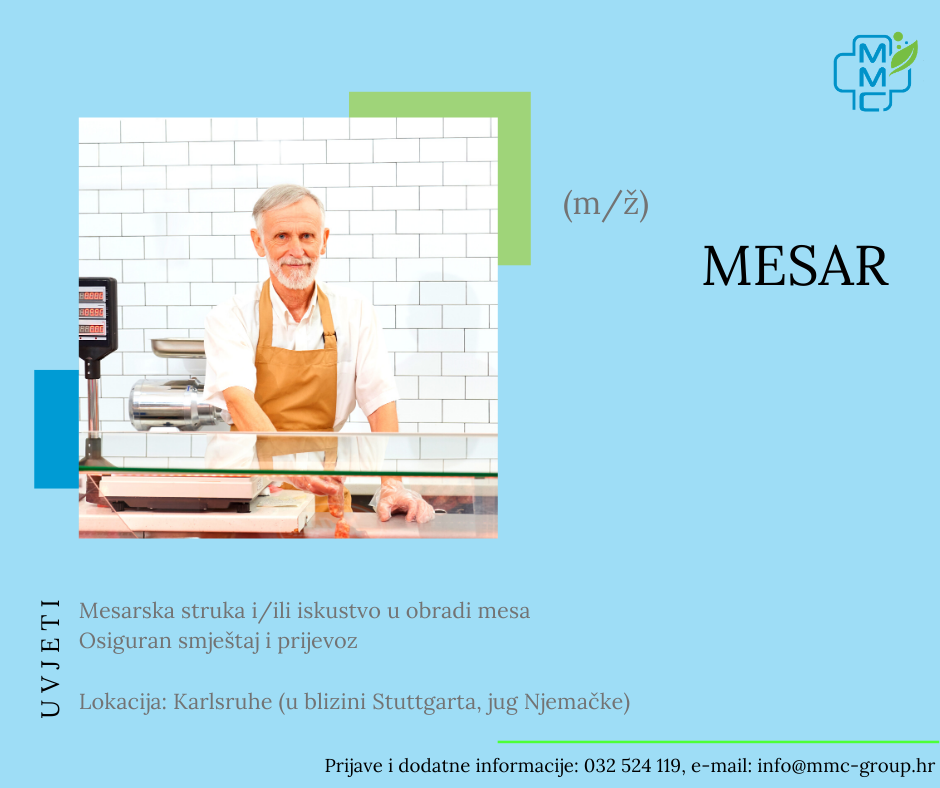 MMC
(m/ž)
MESAR
UVJETI
Mesarska struka i/ili iskustvo u obradi mesa
Osiguran smještaj i prijevoz
Lokacija: Karlsruhe (u blizini Stuttgarta, jug Njemačke)
Prijave i dodatne informacije: 032 524 119, e-mail: info@mmc-group.hr